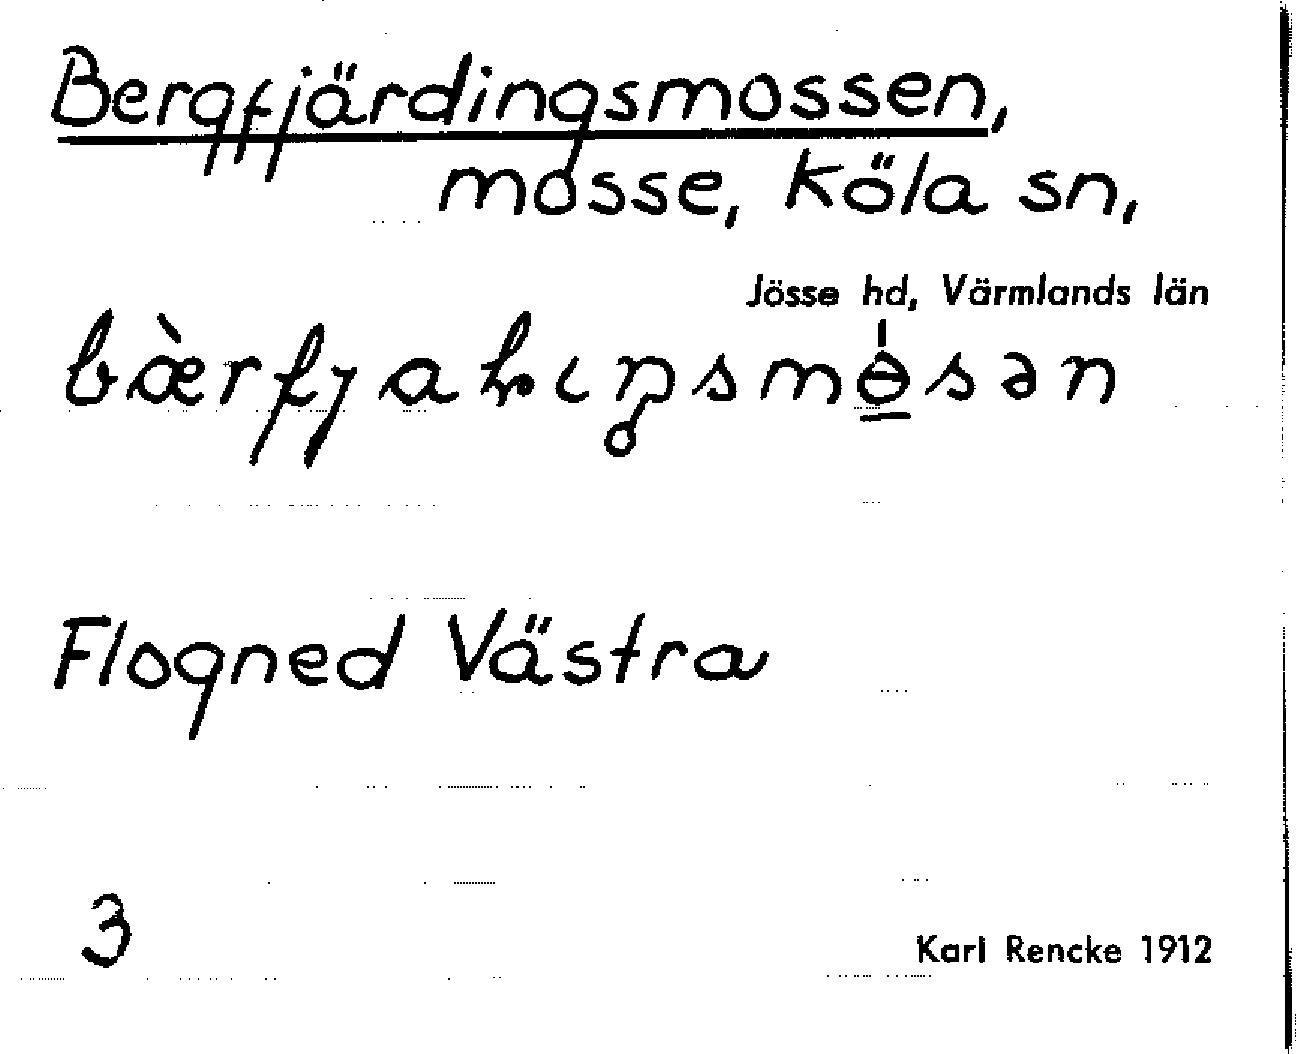 Bergfjärdingsmossen,
mosse, Köla sn,
Jösse hd, Värmlands län
Flogned Västra
3
Karl Rencke 1912